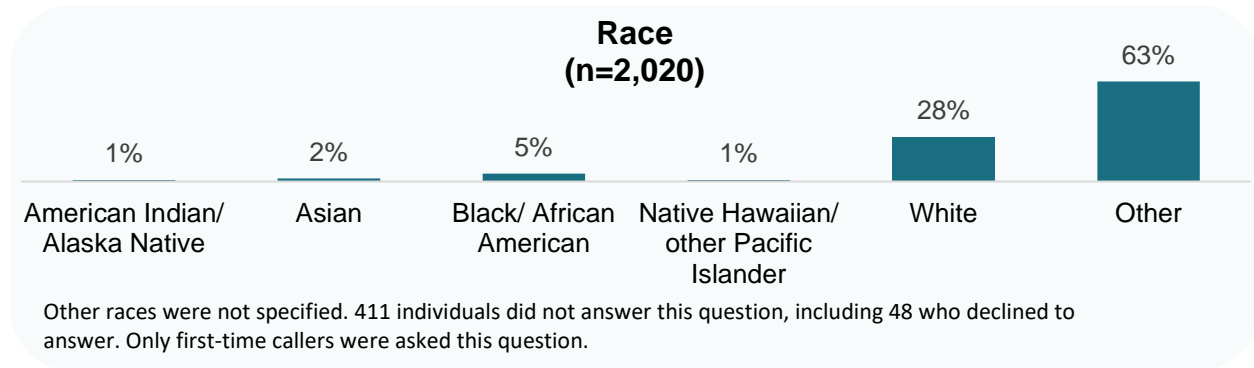 Race
(n=2,020)
63%
28%
5%
2%
1%
1%
American Indian/
Alaska Native
Asian
Black/ African
American
Native Hawaiian/
other Pacific
Islander
White
Other
Other races were not specified. 411 individuals did not answer this question, including 48 who declined to
answer. Only first-time callers were asked this question.